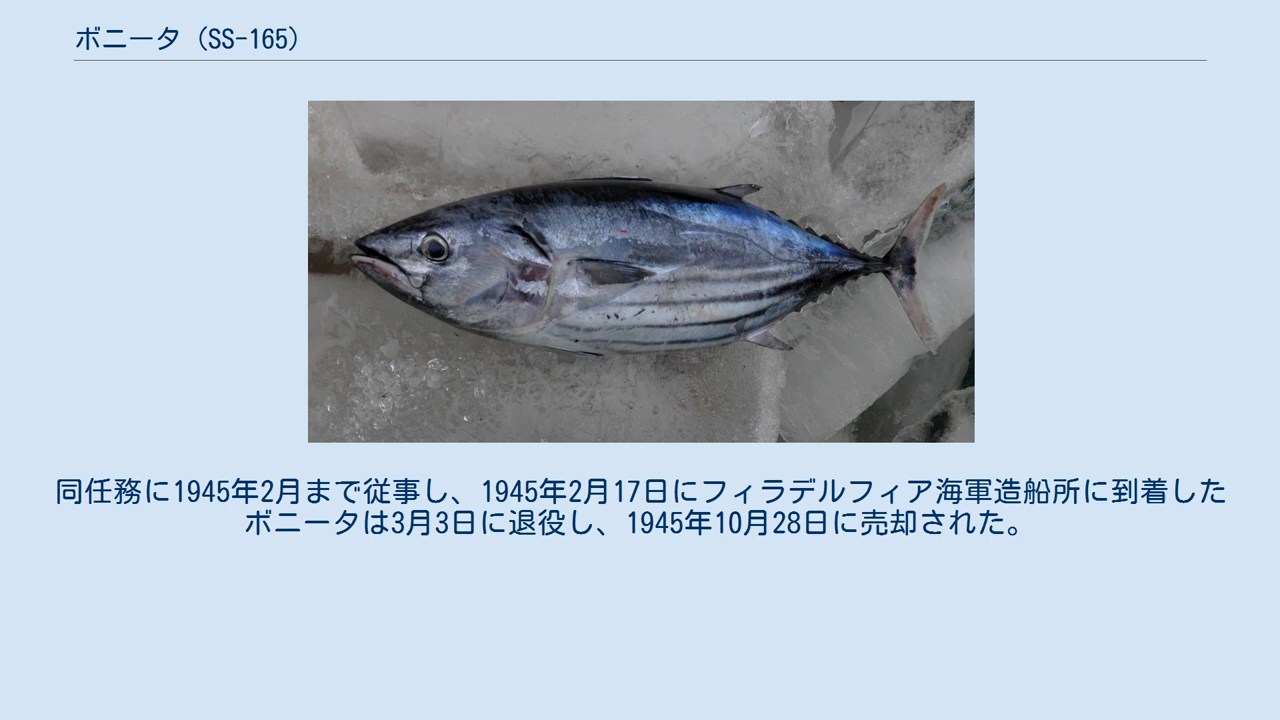 ボニータ（SS-165）
同任務に1945年2月まで従事し、1945年2月17日にフィラデルフィア海軍造船所に到着した
ボニータは3月3日に退役し、1945年10月28日に売却された。